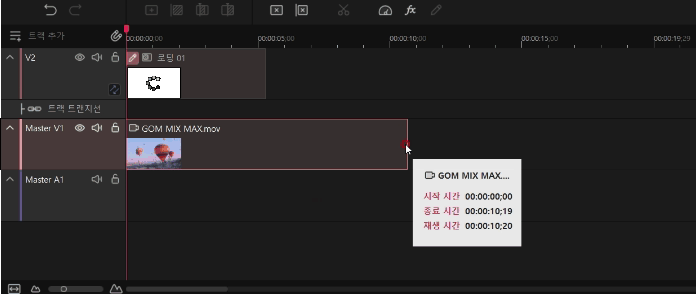 트랙 추가
00:00:00;00
00:00:05;00
00:00:10;00
00:00:15;00
00:00:19;29
V2
로딩 01
트랙 트랜지션
Master V1
GOM MIX MAX.mov
Master A1
GOM MIX MAX....
시작 시간 00:00:00;00
종료 시간 00:00:10;19
재생 시간 00:00:10;20
fx